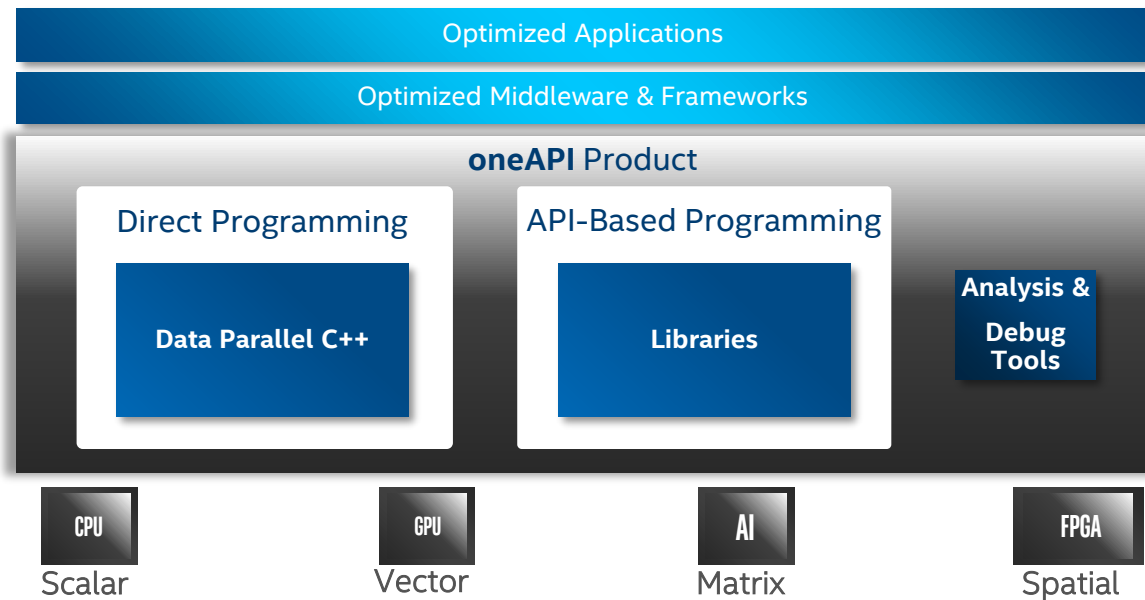 Optimized Applications
Optimized Middleware & Frameworks
oneAPI Product
Direct Programming
Data Parallel C++
API-Based Programming
Libraries
Analysis &
Debug
Tools
CPU
Scalar
GPU
Vector
AI
Matrix
FPGA
Spatial